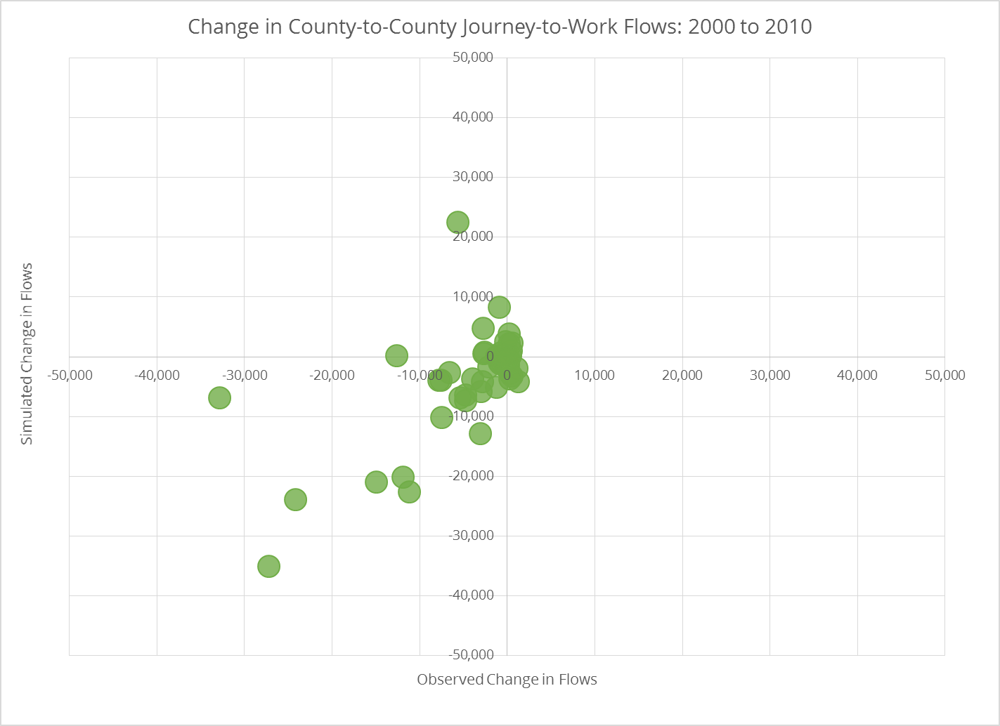 Change in County-to-County Journey-to-Work Flows: 2000 to 2010
50,000
40,000
30,000
20,000
10,000
0
-50,000 -40,000 -30,000 -20,000 -10,000 0 10,000 20,000 30,000 40,000 50,000
-10,000
-20,000
-30,000
-40,000
-50,000
Simulated Change in Flows
Observed Change in Flows